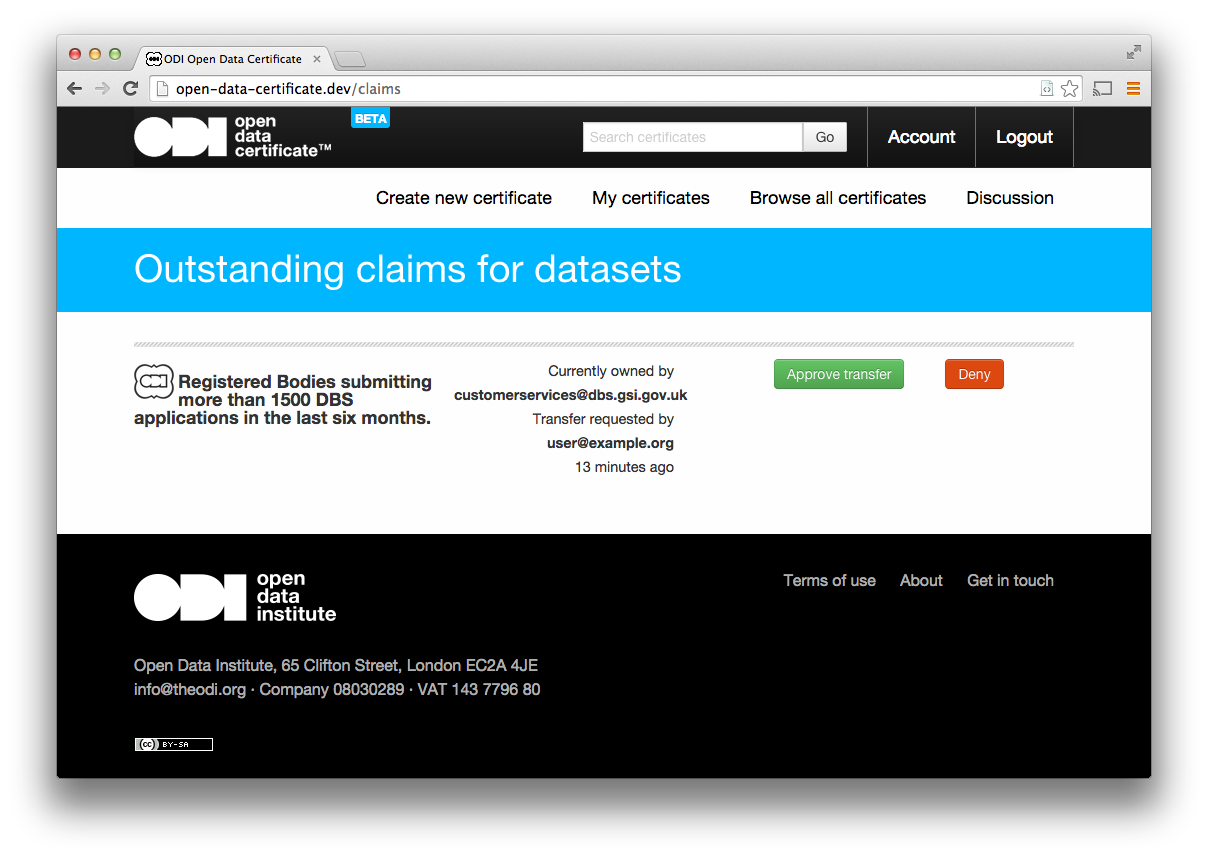 ODI Open Data Certificate
open-data-certificate.dev/claims
ODI open data certificate™
BETA
Search certificates
Go
Account
Logout
Create new certificate
My certificates
Browse all certificates
Discussion
Outstanding claims for datasets
Registered Bodies submitting
more than 1500 DBS
applications in the last six months.
Currently owned by
customerservices@dbs.gsi.gov.uk
Transfer requested by
user@example.org
13 minutes ago
Approve transfer
Deny
ODI open data institute
Terms of use
About
Get in touch
Open Data Institute, 65 Clifton Street, London EC2A 4JE
info@theodi.org · Company 08030289 · VAT 143 7796 80
cc BY-SA